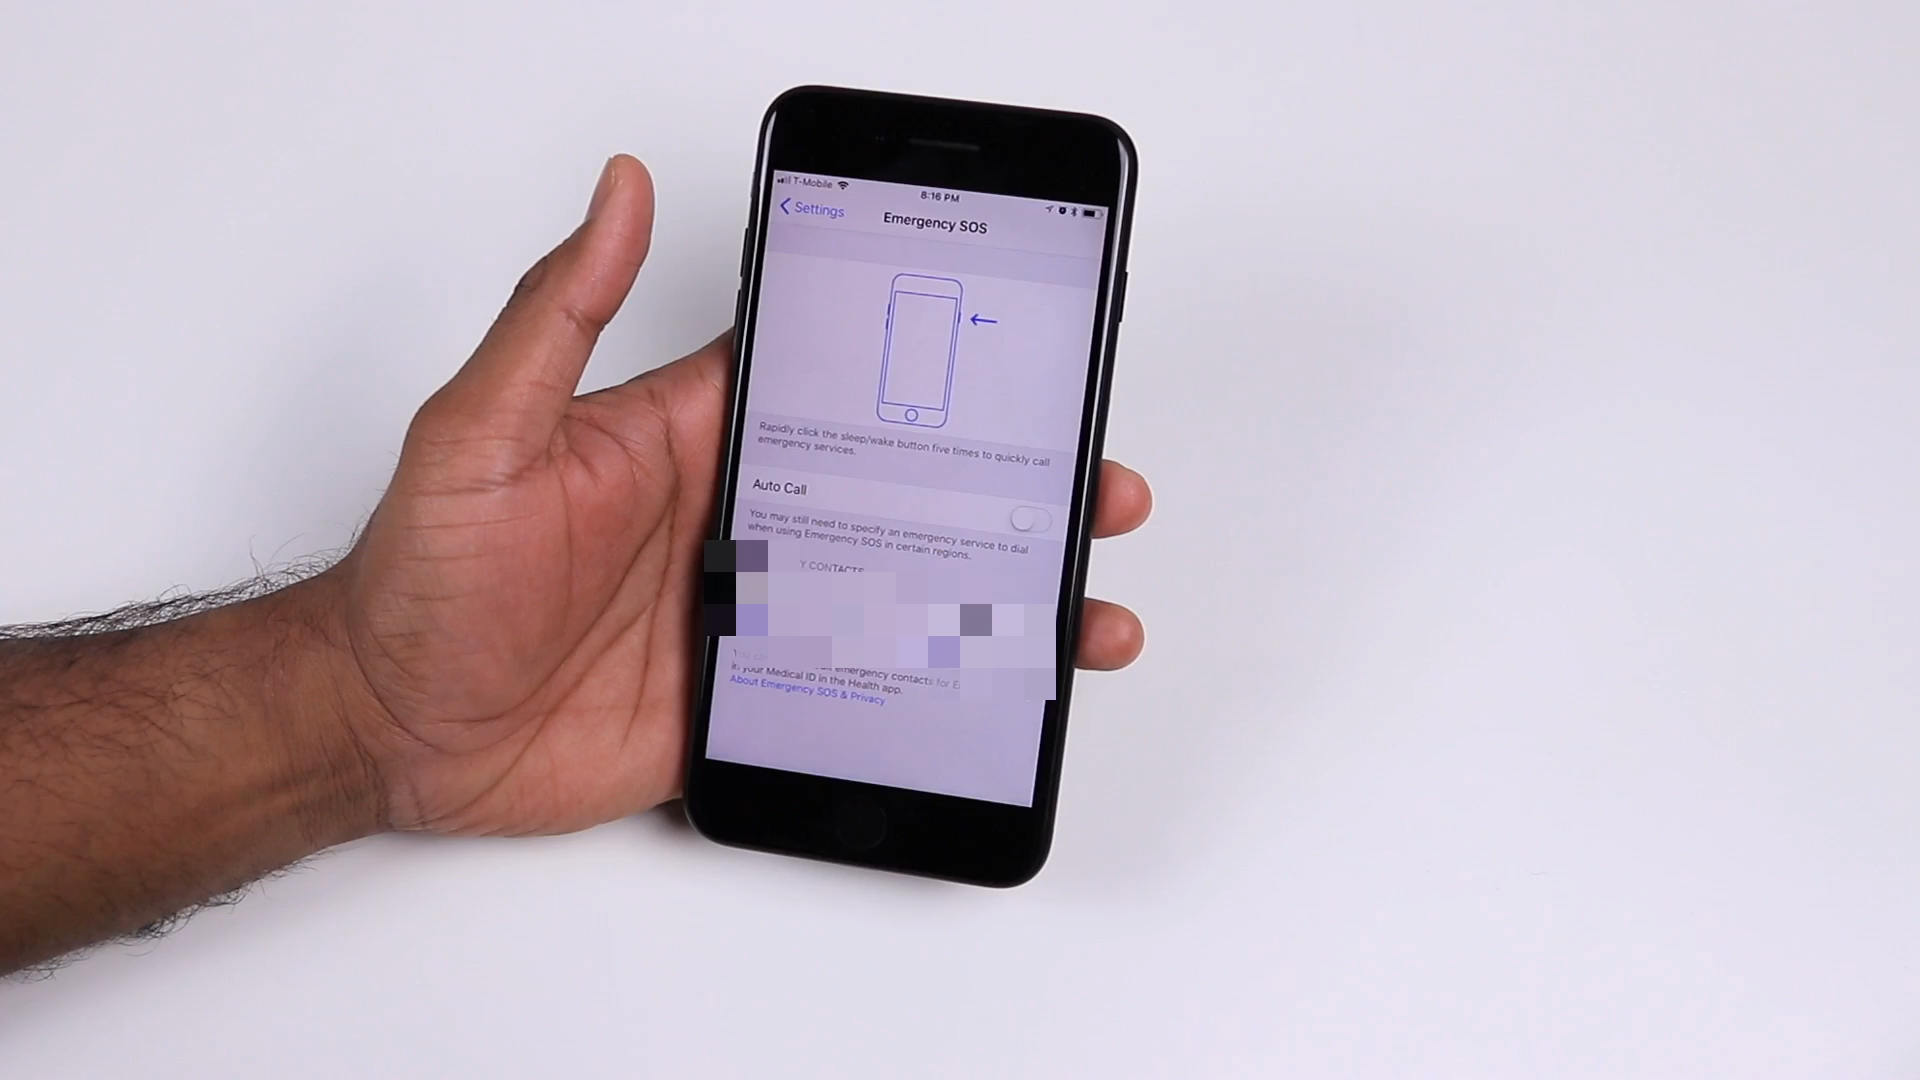 T-Mobile
8:16 PM
Settings
Emergency SOS
Rapidly click the sleep/wake button five times to quickly call
emergency services.
Auto Call
You may still need to specify an emergency service to dial
when using Emergency SOS in certain regions.
Y CONTACTS
emergency contacts for
in your Medical ID in the Health app.
About Emergency SOS & Privacy